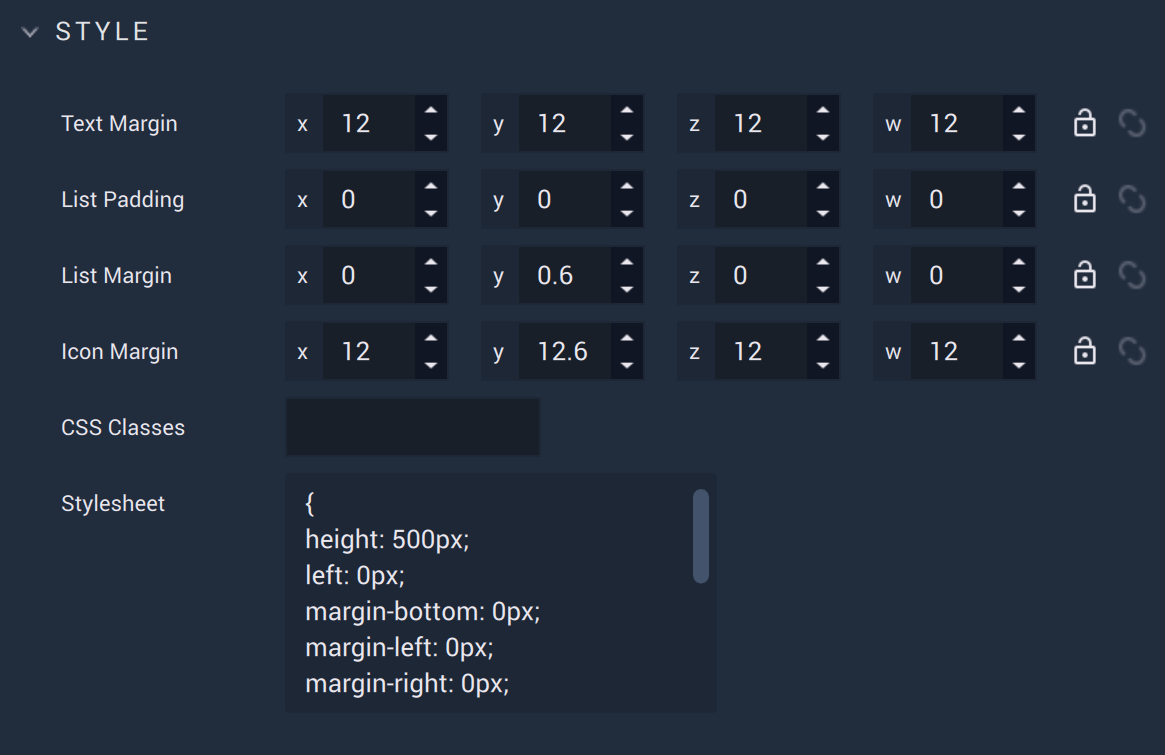 STYLE
Text Margin x 12 y 12 z 12 w 12
List Padding x 0 y 0 z 0 w 0
List Margin x 0 y 0.6 z 0 w 0
Icon Margin x 12 y 12.6 z 12 w 12
CSS Classes
Stylesheet
{
height: 500px;
left: 0px;
margin-bottom: 0px;
margin-left: 0px;
margin-right: 0px;